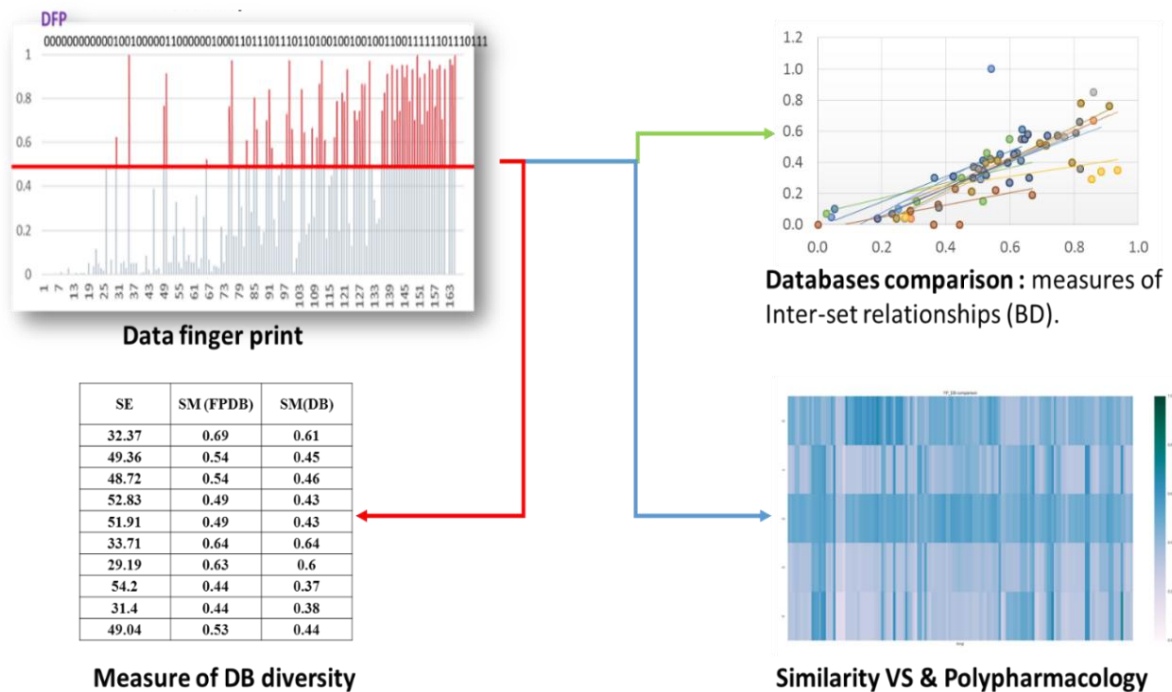 DFP
1
0.8
0.6
0.4
0.2
0
1 7 13 19 25 31 37 43 49 55 61 67 73 79 85 91 97 103 109 115 121 127 133 139 145 151 157 163
Data finger print
1.2
1.0
0.8
0.6
0.4
0.2
0.0
0.0 0.2 0.4 0.6 0.8 1.0
Databases comparison : measures of
Inter-set relationships (BD).
SE SM (FPDB) SM(DB)
32.37 0.69 0.61
49.36 0.54 0.45
48.72 0.54 0.46
52.83 0.49 0.43
51.91 0.49 0.43
33.71 0.64 0.64
29.19 0.63 0.6
54.2 0.44 0.37
31.4 0.44 0.38
49.04 0.53 0.44
Measure of DB diversity
comparison
Similarity VS & Polypharmacology